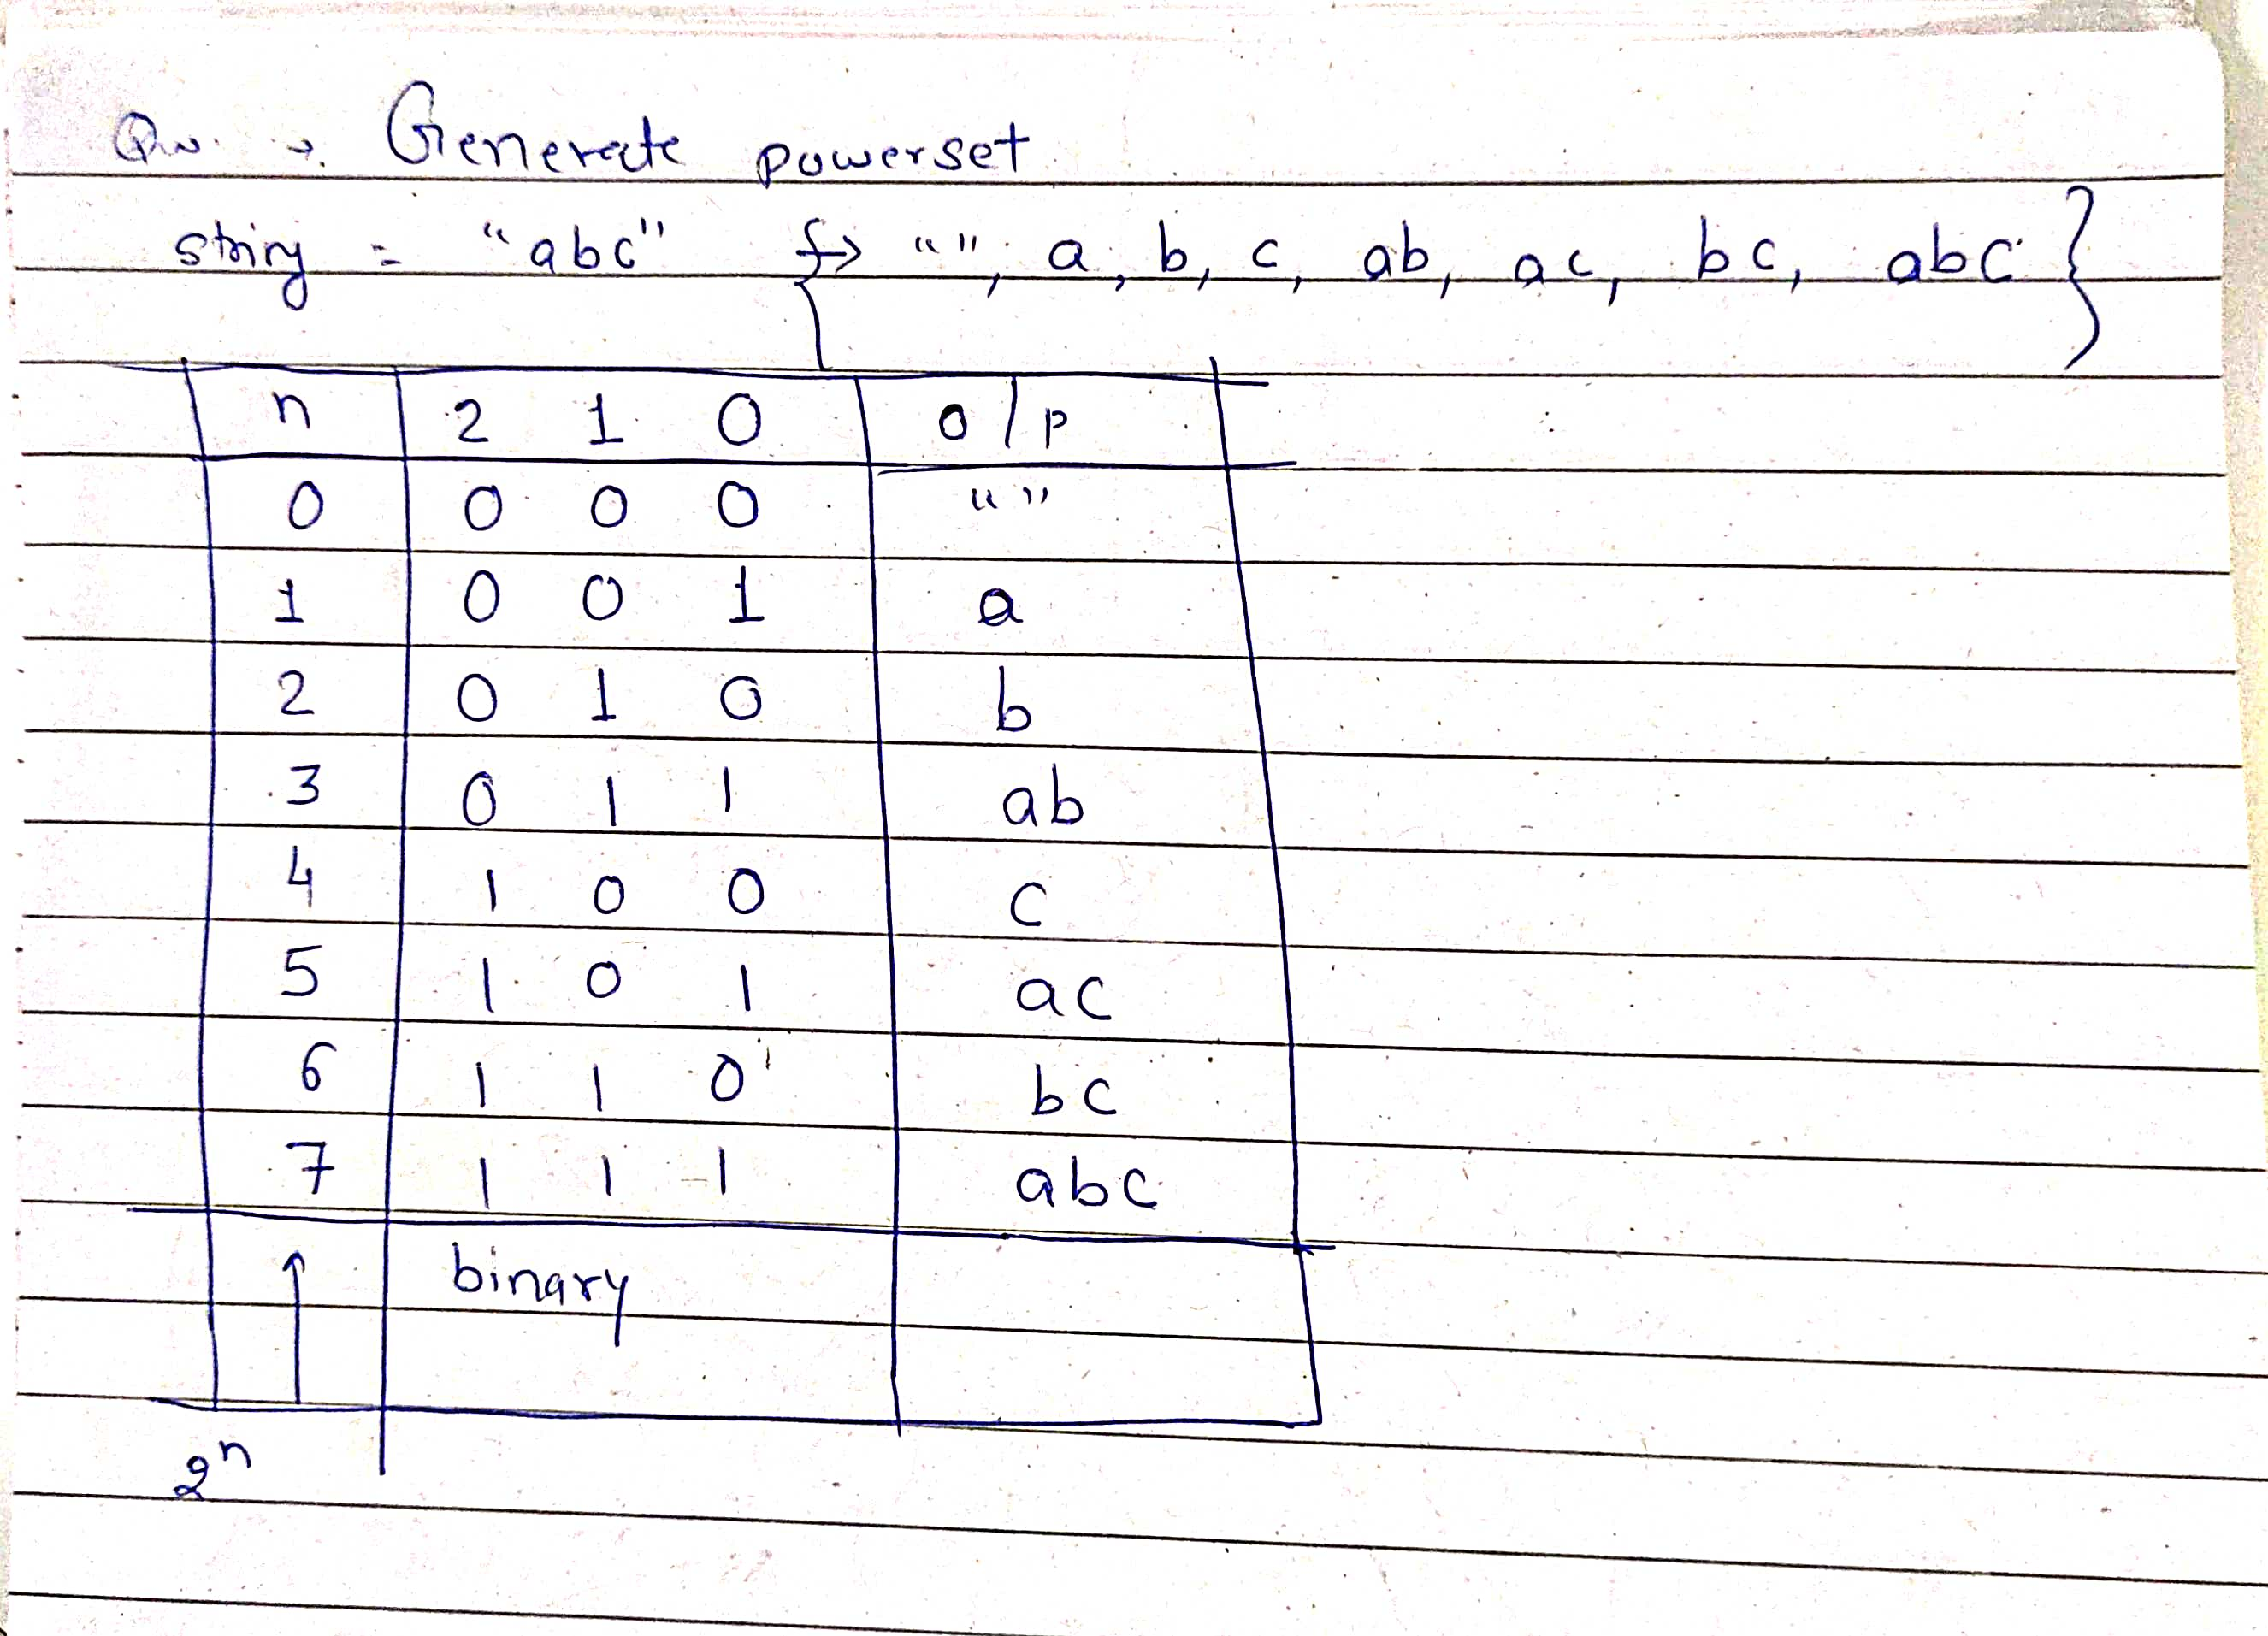 Qn. →. Generate powerset
string = "abc" {→ "", a, b, c, ab, ac, bc, abc }
n 2 1 0 o/p
0 0 0 0 " "
1 0 0 1 a
2 0 1 0 b
3 0 1 1 ab
4 1 0 0 c
5 1 0 1 ac
6 1 1 0 bc
7 1 1 1 abc
↑ binary
2ⁿ